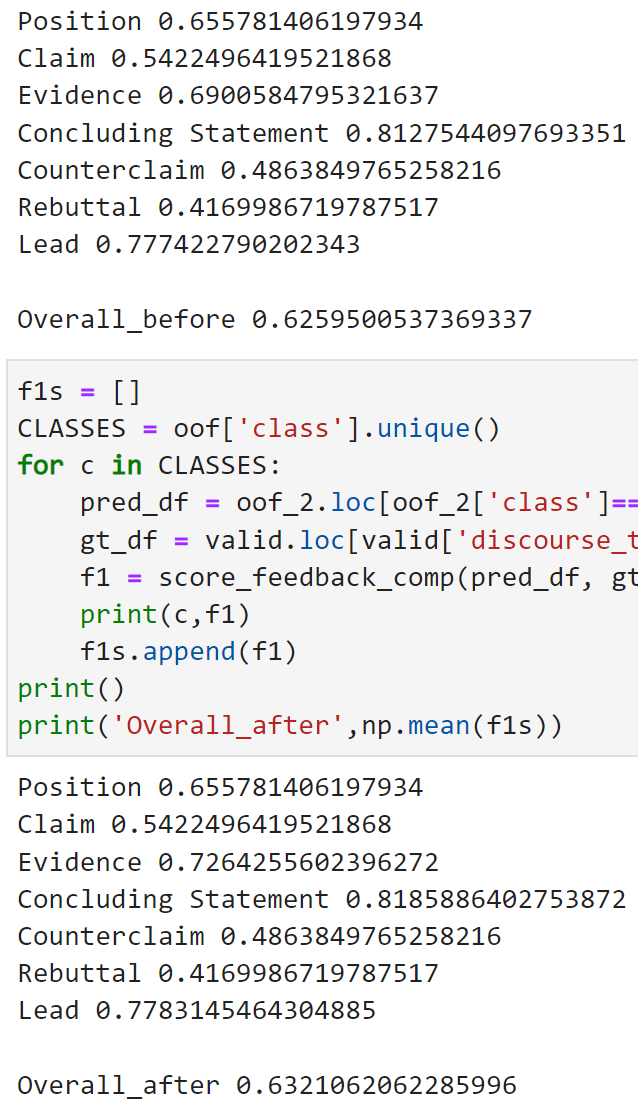 Position 0.655781406197934
Claim 0.5422496419521868
Evidence 0.6900584795321637
Concluding Statement 0.8127544097693351
Counterclaim 0.4863849765258216
Rebuttal 0.4169986719787517
Lead 0.777422790202343
Overall_before 0.6259500537369337
f1s = []
CLASSES = oof['class'].unique()
for c in CLASSES:
    pred_df = oof_2.loc[oof_2['class']==
    gt_df = valid.loc[valid['discourse_t
    f1 = score_feedback_comp(pred_df, gt
    print(c,f1)
    f1s.append(f1)
print()
print('Overall_after',np.mean(f1s))
Position 0.655781406197934
Claim 0.5422496419521868
Evidence 0.7264255602396272
Concluding Statement 0.8185886402753872
Counterclaim 0.4863849765258216
Rebuttal 0.4169986719787517
Lead 0.7783145464304885
Overall_after 0.6321062062285996